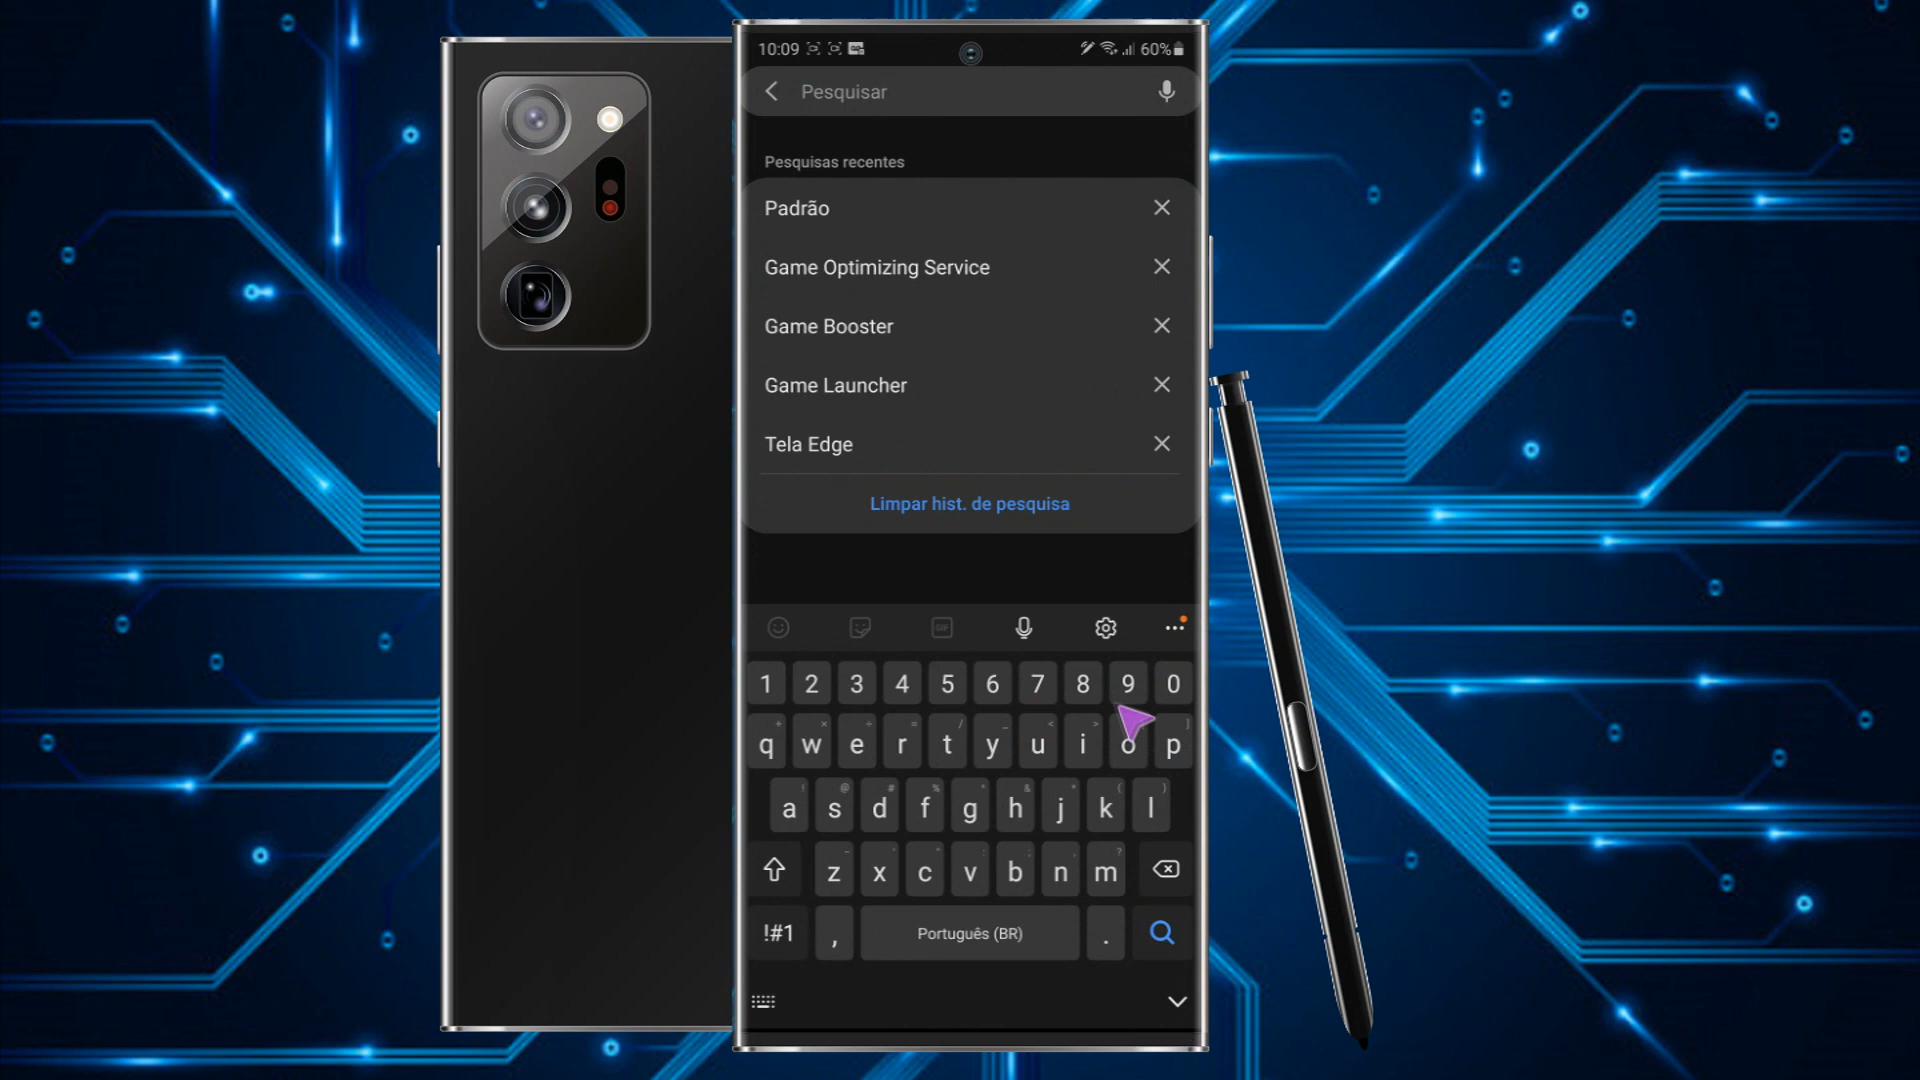 10:09 60%
Pesquisar
Pesquisas recentes
Padrão
Game Optimizing Service
Game Booster
Game Launcher
Tela Edge
Limpar hist. de pesquisa
GIF
1 2 3 4 5 6 7 8 9 0
q w e r t y u i o p
a s d f g h j k l
z x c v b n m
!#1 , Português (BR) .